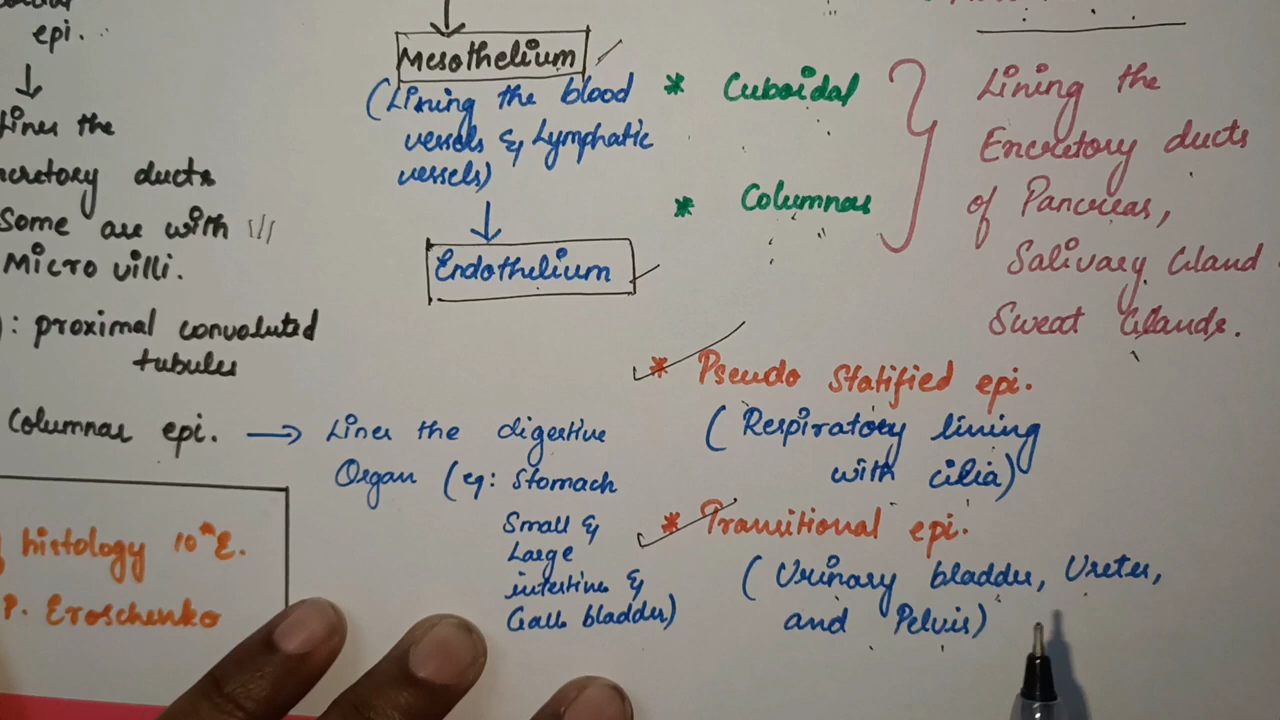 epi.
↓
Lines the
ducts
Some are with
Micro villi.
: proximal convoluted
tubules
Columnar epi. → Lines the digestive
Organ (eg: Stomach
Small &
Large
intestine &
Gall bladder)
histology 10th E.
P. Eroschenko
Mesothelium
(Lining the blood
vessels & Lymphatic
vessels)
↓
Endothelium
* Cuboidal
* Columnar
Lining the
Excretory ducts
of Pancreas,
Salivary Gland
Sweat Glands.
* Pseudo Statified epi.
(Respiratory lining
with cilia)
* Transitional epi.
(Urinary bladder, Ureter,
and Pelvis)